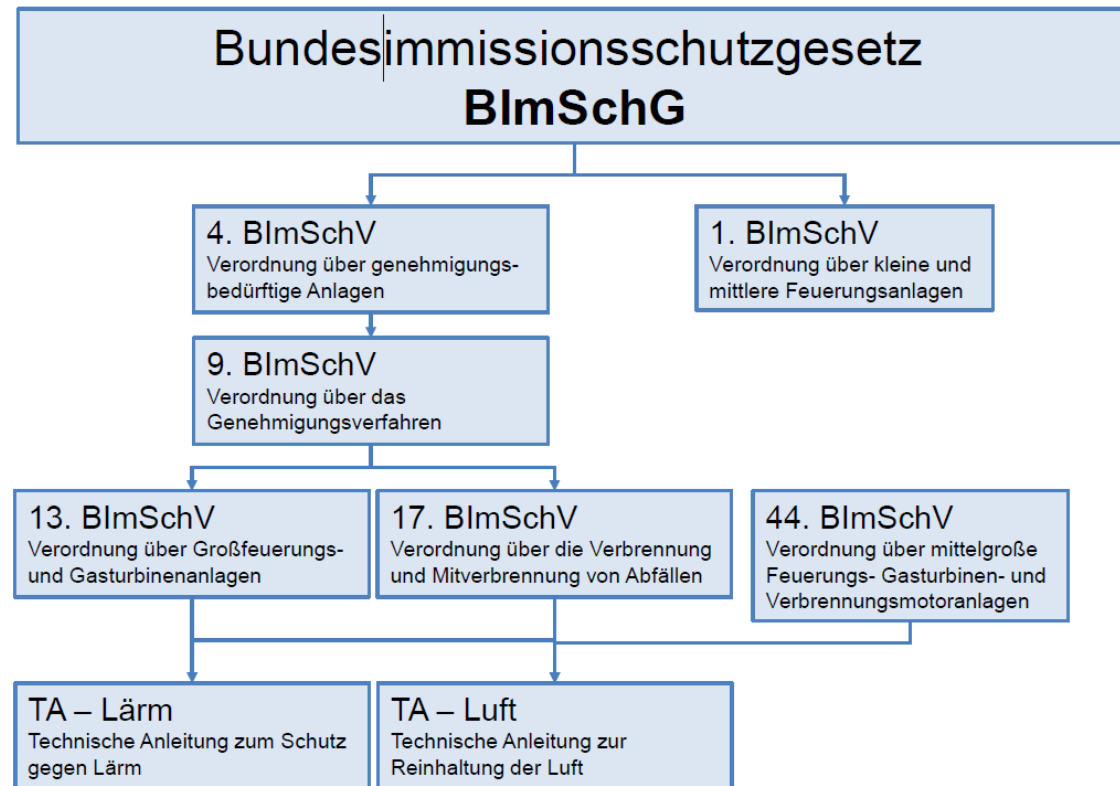 Bundesimmissionsschutzgesetz
BImSchG
4. BImSchV
Verordnung über genehmigungs-
bedürftige Anlagen
1. BImSchV
Verordnung über kleine und
mittlere Feuerungsanlagen
9. BImSchV
Verordnung über das
Genehmigungsverfahren
13. BImSchV
Verordnung über Großfeuerungs-
und Gasturbinenanlagen
17. BImSchV
Verordnung über die Verbrennung
und Mitverbrennung von Abfällen
44. BImSchV
Verordnung über mittelgroße
Feuerungs- Gasturbinen- und
Verbrennungsmotoranlagen
TA – Lärm
Technische Anleitung zum Schutz
gegen Lärm
TA – Luft
Technische Anleitung zur
Reinhaltung der Luft